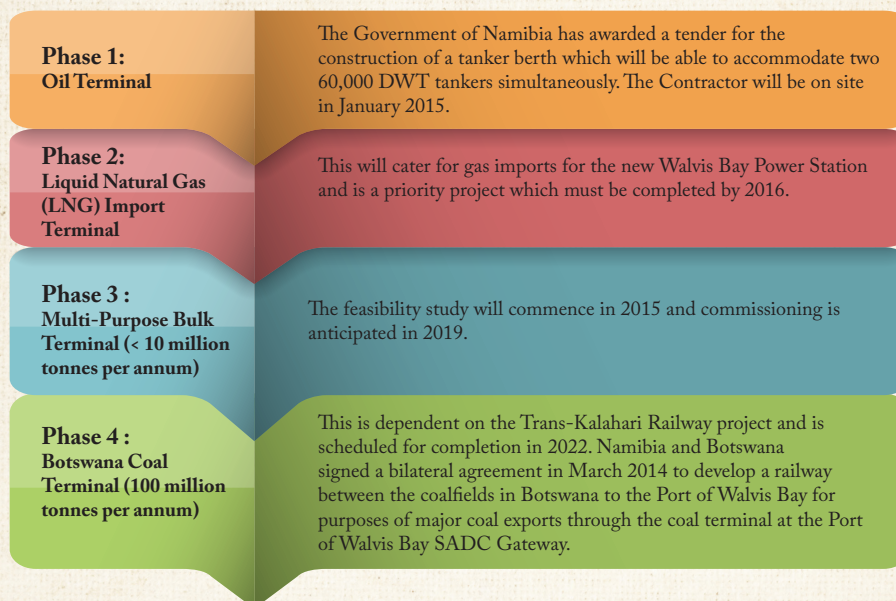 Phase 1:
Oil Terminal
The Government of Namibia has awarded a tender for the
construction of a tanker berth which will be able to accommodate two
60,000 DWT tankers simultaneously. The Contractor will be on site
in January 2015.
Phase 2:
Liquid Natural Gas
(LNG) Import
Terminal
This will cater for gas imports for the new Walvis Bay Power Station
and is a priority project which must be completed by 2016.
Phase 3 :
Multi-Purpose Bulk
Terminal (< 10 million
tonnes per annum)
The feasibility study will commence in 2015 and commissioning is
anticipated in 2019.
Phase 4 :
Botswana Coal
Terminal (100 million
tonnes per annum)
This is dependent on the Trans-Kalahari Railway project and is
scheduled for completion in 2022. Namibia and Botswana
signed a bilateral agreement in March 2014 to develop a railway
between the coalfields in Botswana to the Port of Walvis Bay for
purposes of major coal exports through the coal terminal at the Port
of Walvis Bay SADC Gateway.